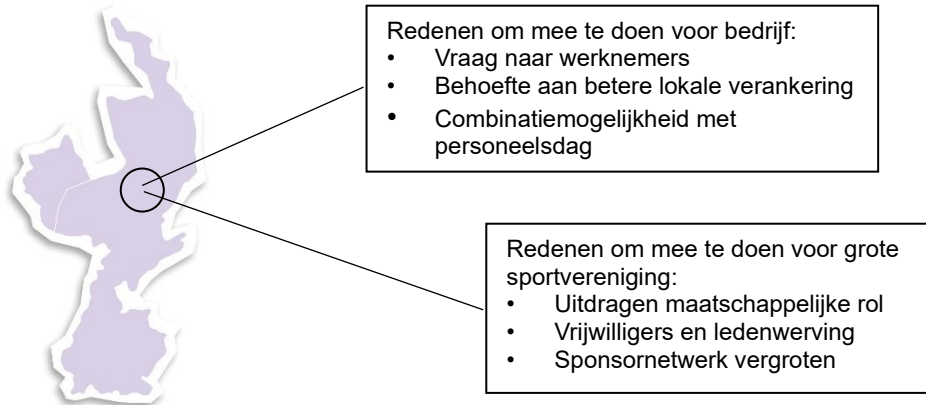 Redenen om mee te doen voor bedrijf:
• Vraag naar werknemers
• Behoefte aan betere lokale verankering
• Combinatiemogelijkheid met
personeelsdag
Redenen om mee te doen voor grote
sportvereniging:
• Uitdragen maatschappelijke rol
• Vrijwilligers en ledenwerving
• Sponsornetwerk vergroten